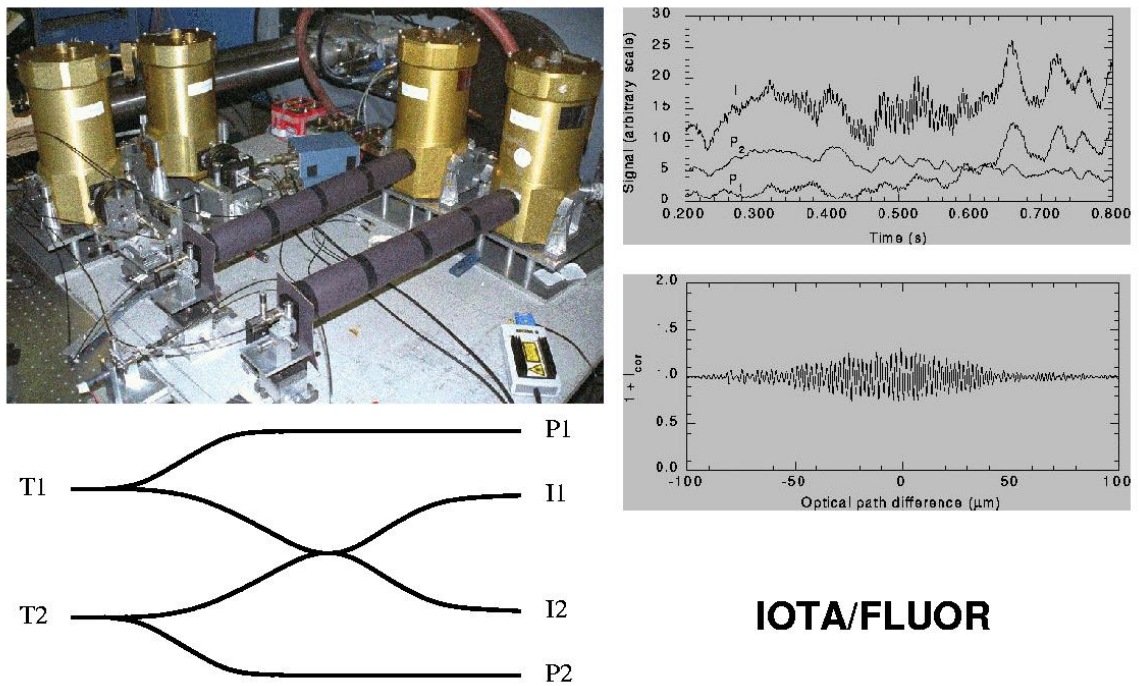 30
25
20
15
10
5
0
Signal (arbitrary scale)
I
P2
P1
0.200 0.300 0.400 0.500 0.600 0.700 0.800
Time (s)
2.0
1.5
1.0
0.5
0.0
1 + Icor
-100 -50 0 50 100
Optical path difference (µm)
T1
T2
P1
I1
I2
P2
IOTA/FLUOR